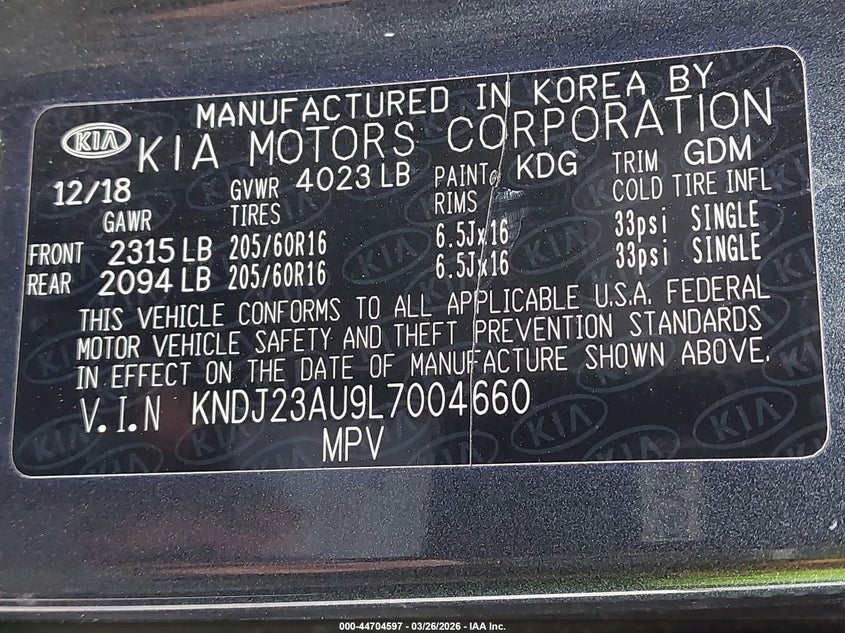 MANUFACTURED IN KOREA BY
KIA KIA MOTORS CORPORATION
12/18 GVWR 4023 LB PAINT KDG TRIM GDM
GAWR TIRES RIMS COLD TIRE INFL
FRONT 2315 LB 205/60R16 6.5Jx16 33psi SINGLE
REAR 2094 LB 205/60R16 6.5Jx16 33psi SINGLE
THIS VEHICLE CONFORMS TO ALL APPLICABLE U.S.A. FEDERAL
MOTOR VEHICLE SAFETY AND THEFT PREVENTION STANDARDS
IN EFFECT ON THE DATE OF MANUFACTURE SHOWN ABOVE.
V.I.N KNDJ23AU9L7004660
MPV
000-44704597 - 03/26/2026 - IAA Inc.